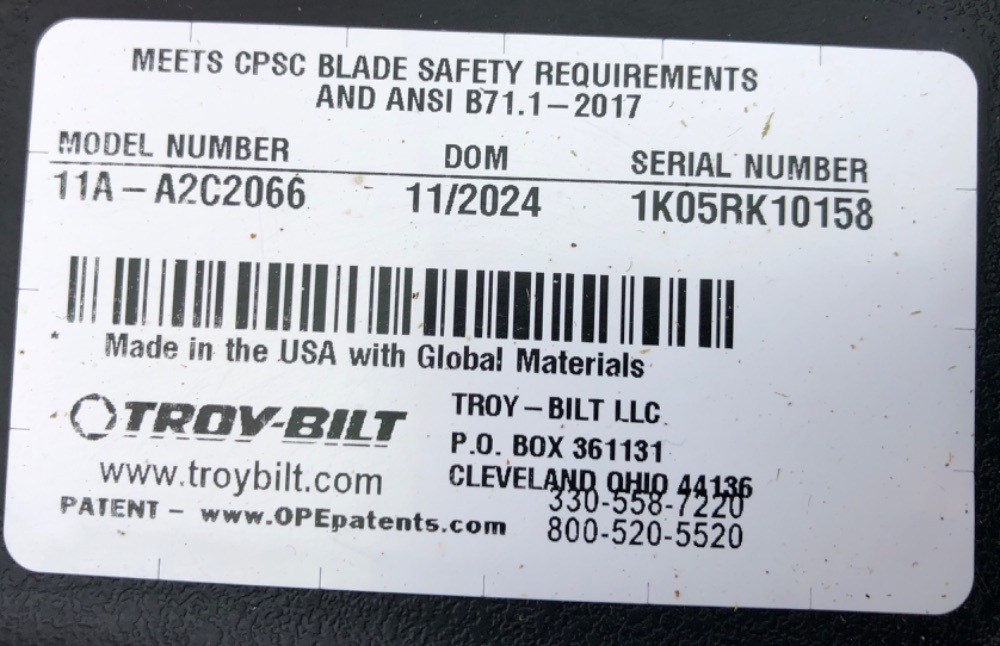 MEETS CPSC BLADE SAFETY REQUIREMENTS
AND ANSI B71.1-2017
MODEL NUMBER DOM SERIAL NUMBER
11A-A2C2066 11/2024 1K05RK10158
* Made in the USA with Global Materials
TROY-BILT
www.troybilt.com
PATENT - www.OPEpatents.com
TROY-BILT LLC
P.O. BOX 361131
CLEVELAND OHIO 44136
330-558-7220
800-520-5520